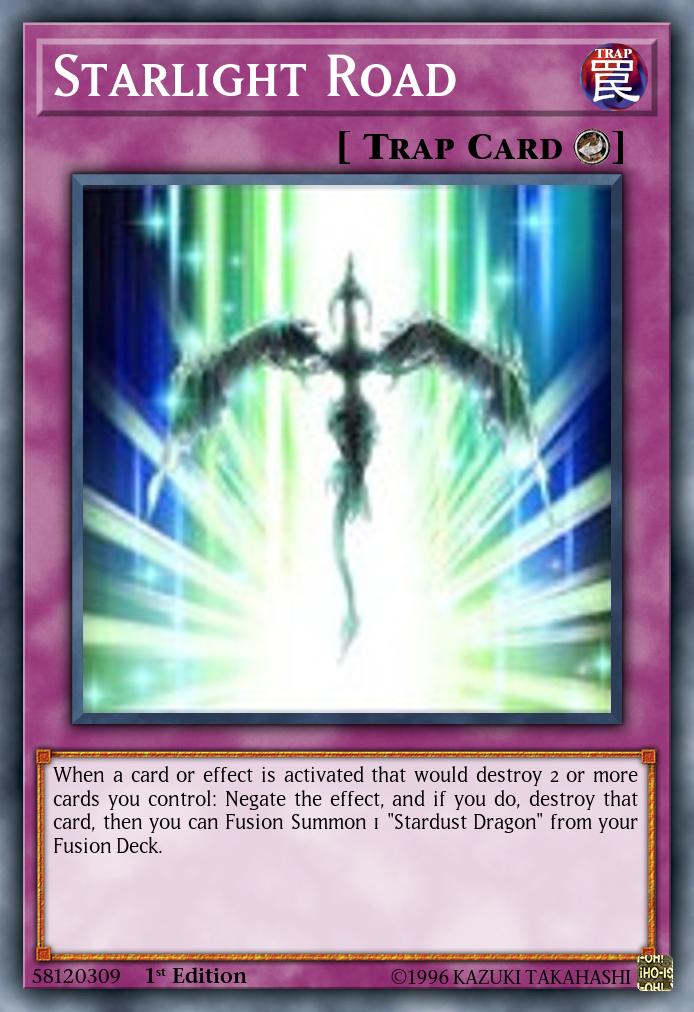 Starlight Road
TRAP
罠
[ Trap Card ]
When a card or effect is activated that would destroy 2 or more
cards you control: Negate the effect, and if you do, destroy that
card, then you can Fusion Summon 1 "Stardust Dragon" from your
Fusion Deck.
58120309 1st Edition ©1996 KAZUKI TAKAHASHI